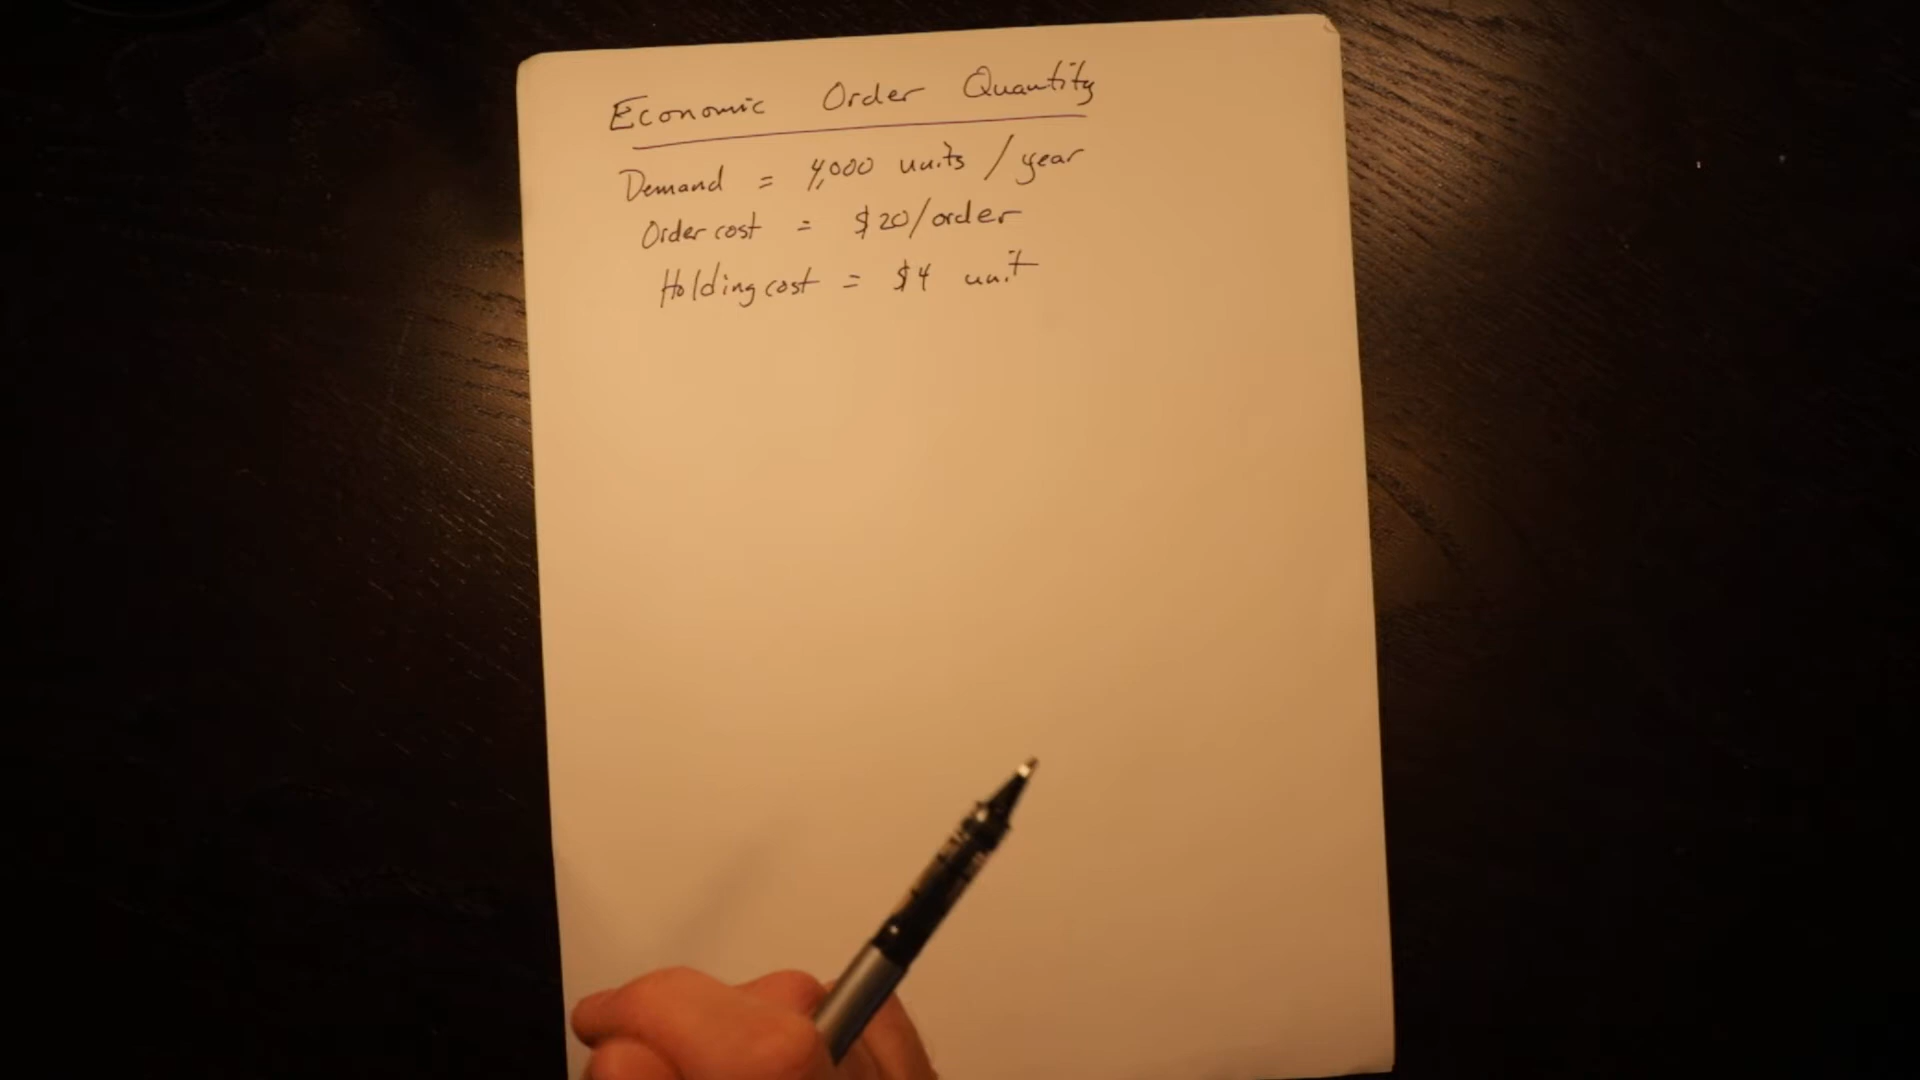 Economic Order Quantity
Demand = 4,000 units / year
Order cost = $20/order
Holding cost = $4 unit